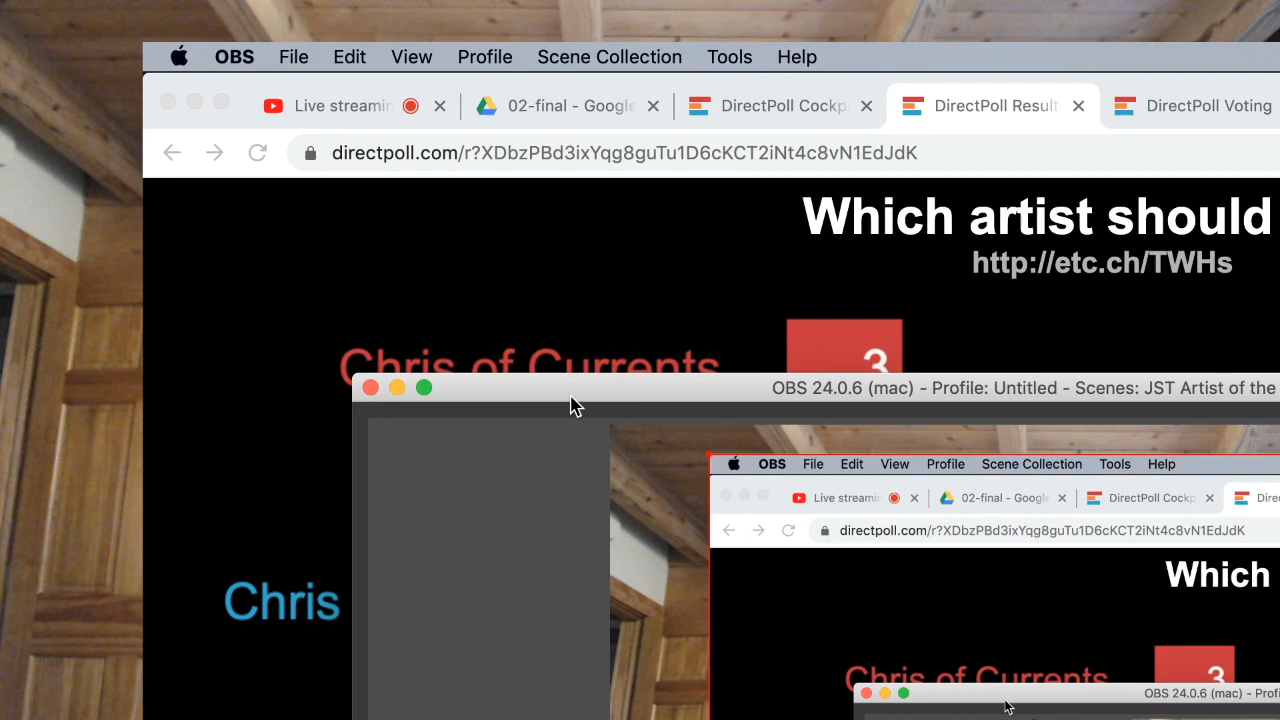 OBS File Edit View Profile Scene Collection Tools Help
Live streamin 02-final - Google DirectPoll Cockp DirectPoll Result DirectPoll Voting
directpoll.com/r?XDbzPBd3ixYqg8guTu1D6cKCT2iNt4c8vN1EdJdK
Which artist should
http://etc.ch/TWHs
Chris of Currents 3
OBS 24.0.6 (mac) - Profile: Untitled - Scenes: JST Artist of the
OBS File Edit View Profile Scene Collection Tools Help
Live streamin 02-final - Google DirectPoll Cockp Direc
directpoll.com/r?XDbzPBd3ixYqg8guTu1D6cKCT2iNt4c8vN1EdJdK
Which
Chris
Chris of Currents 3
OBS 24.0.6 (mac) - Profi